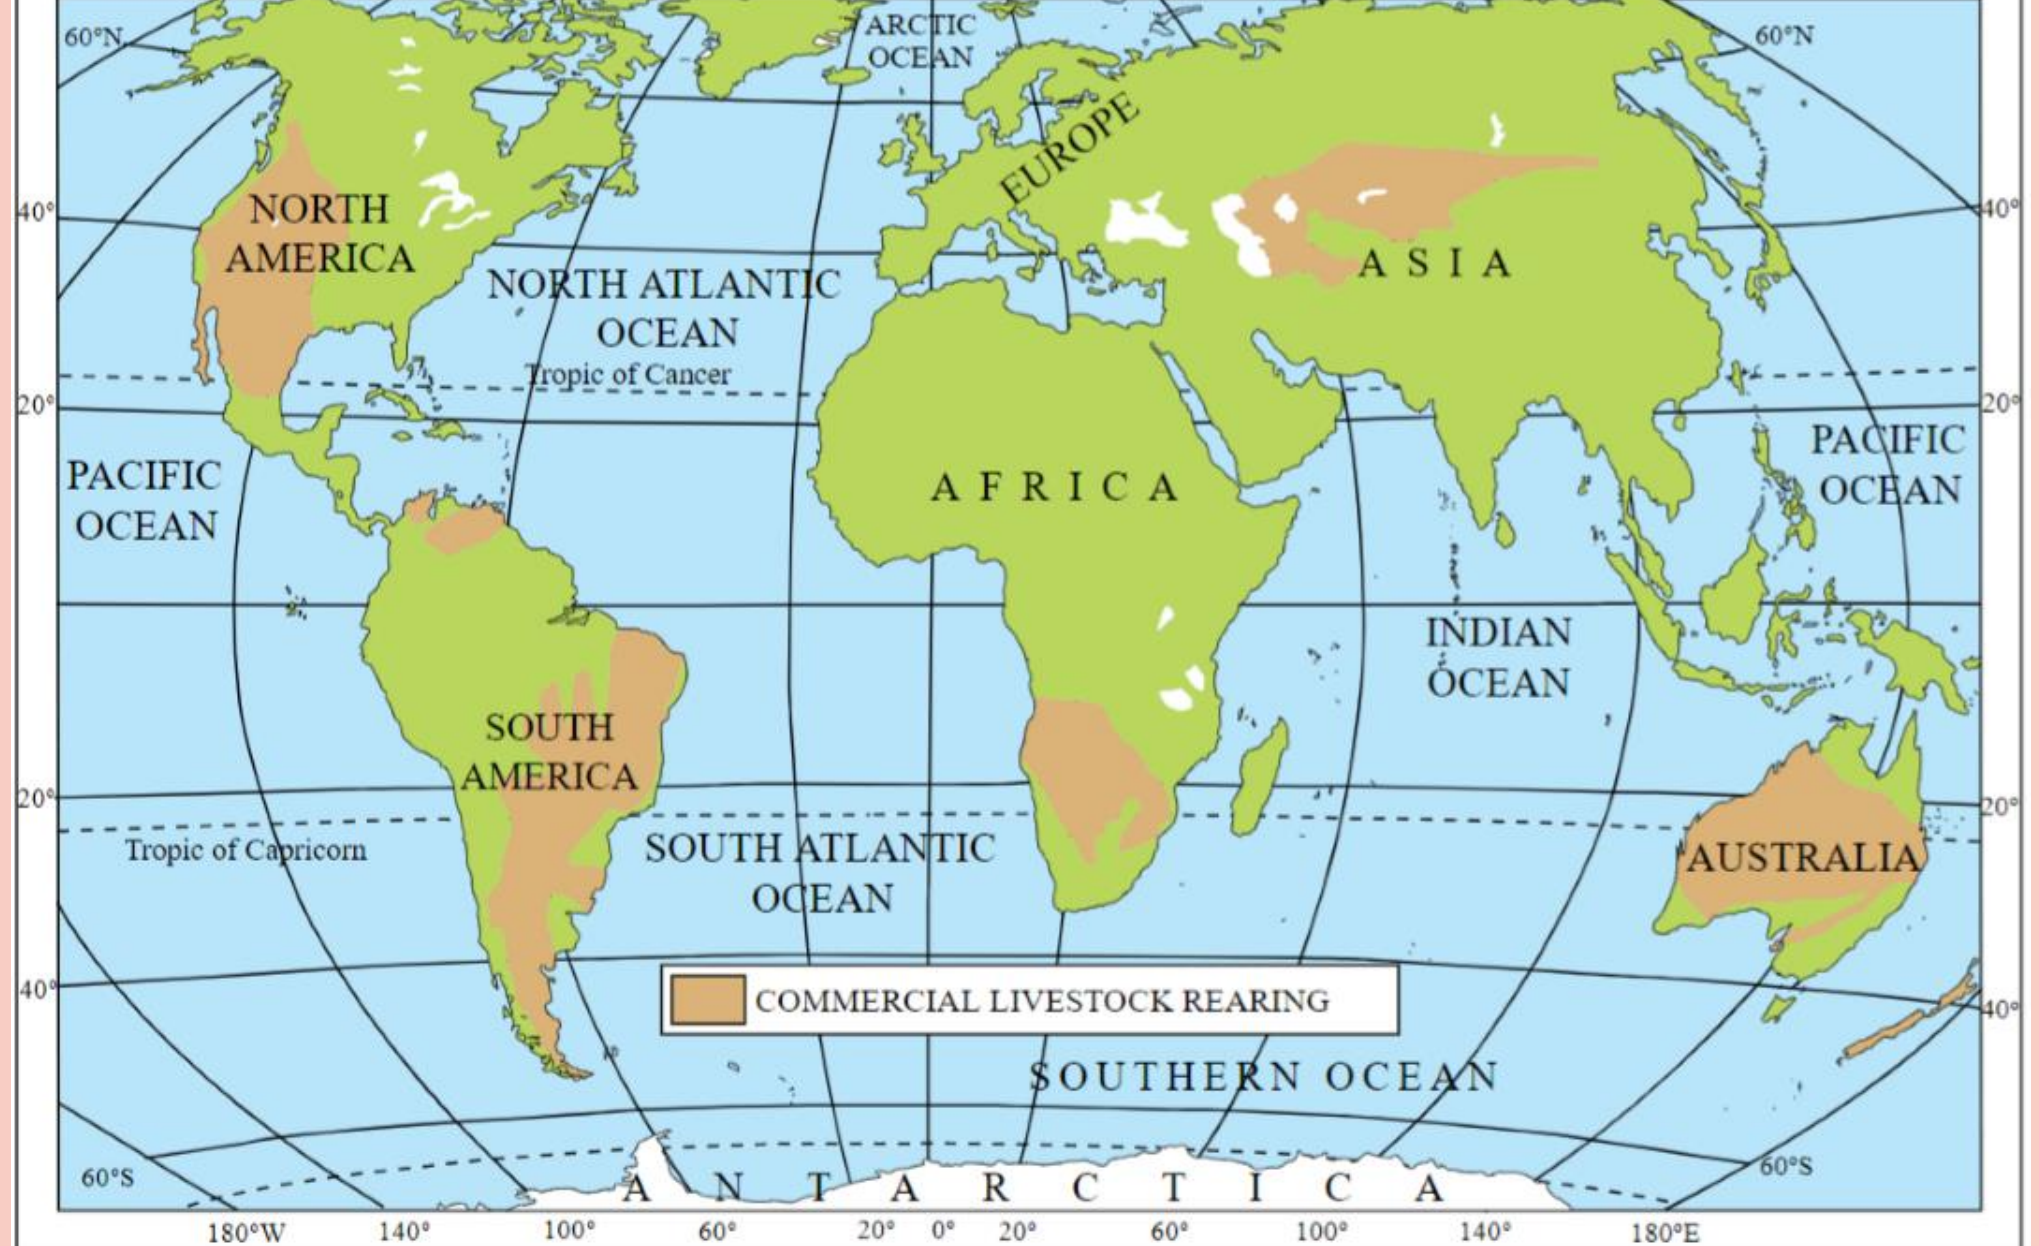 ARCTIC
OCEAN
60°N
60°N
EUROPE
40°
NORTH
AMERICA
40°
ASIA
NORTH ATLANTIC
OCEAN
Tropic of Cancer
20°
20°
PACIFIC
OCEAN
AFRICA
PACIFIC
OCEAN
INDIAN
OCEAN
SOUTH
AMERICA
20°
20°
Tropic of Capricorn
SOUTH ATLANTIC
OCEAN
AUSTRALIA
40°
COMMERCIAL LIVESTOCK REARING
40°
SOUTHERN OCEAN
60°S
60°S
ANTARCTICA
180°W 140° 100° 60° 20° 0° 20° 60° 100° 140° 180°E